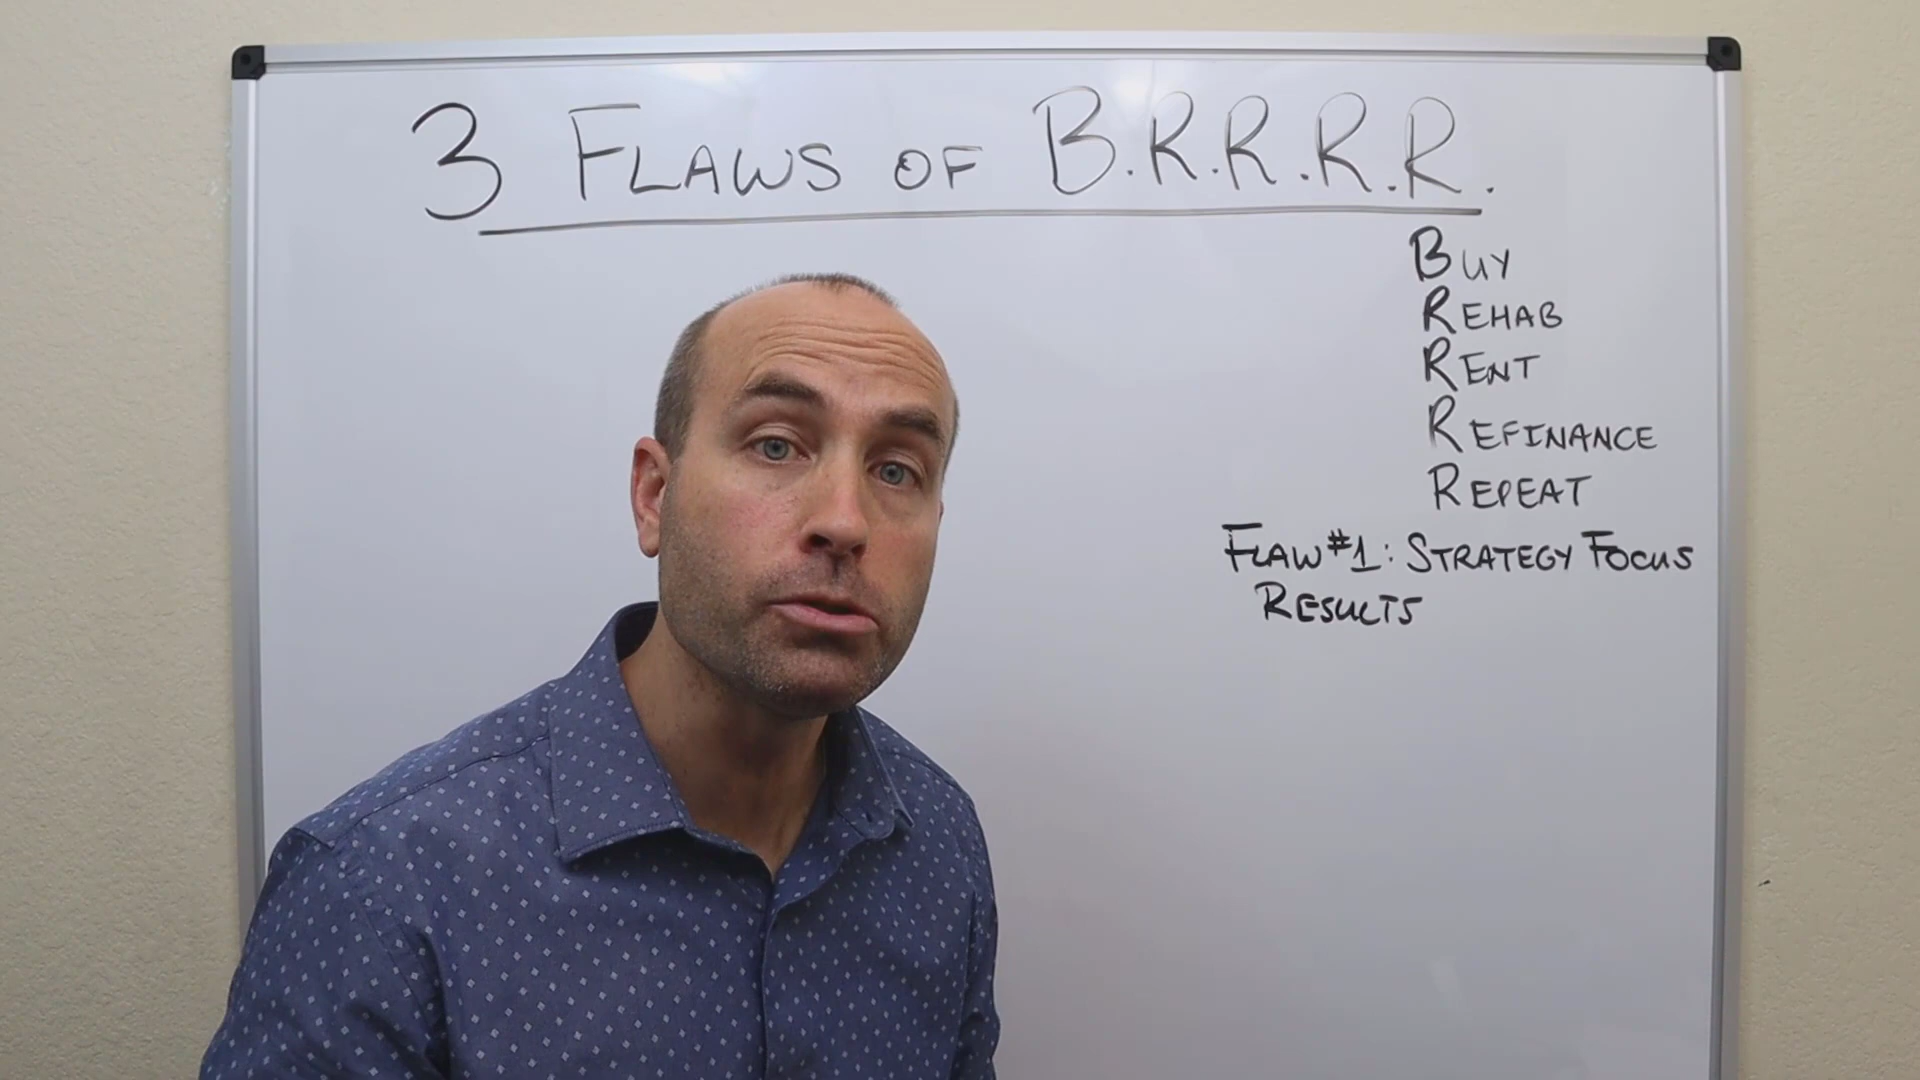 3 FLAWS OF B.R.R.R.R.
BUY
REHAB
RENT
REFINANCE
REPEAT
FLAW #1: STRATEGY FOCUS
RESULTS